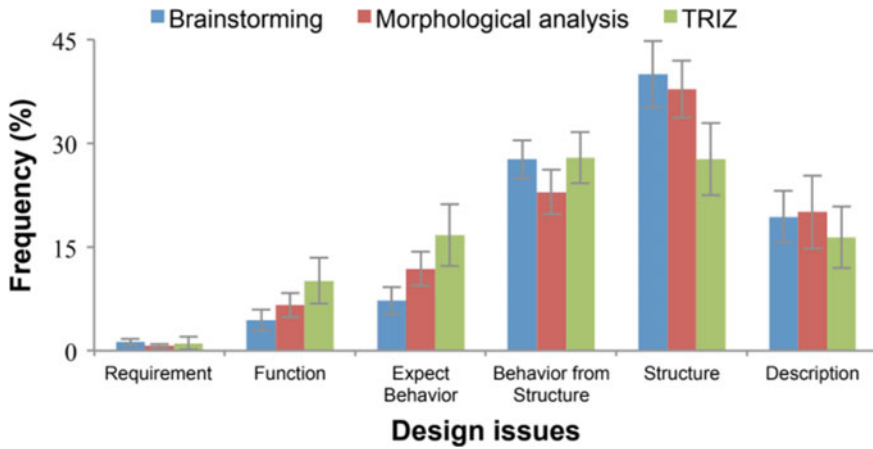 Brainstorming Morphological analysis TRIZ
45
30
15
0
Frequency (%)
Requirement Function Expect Behavior Behavior from Structure Structure Description
Design issues